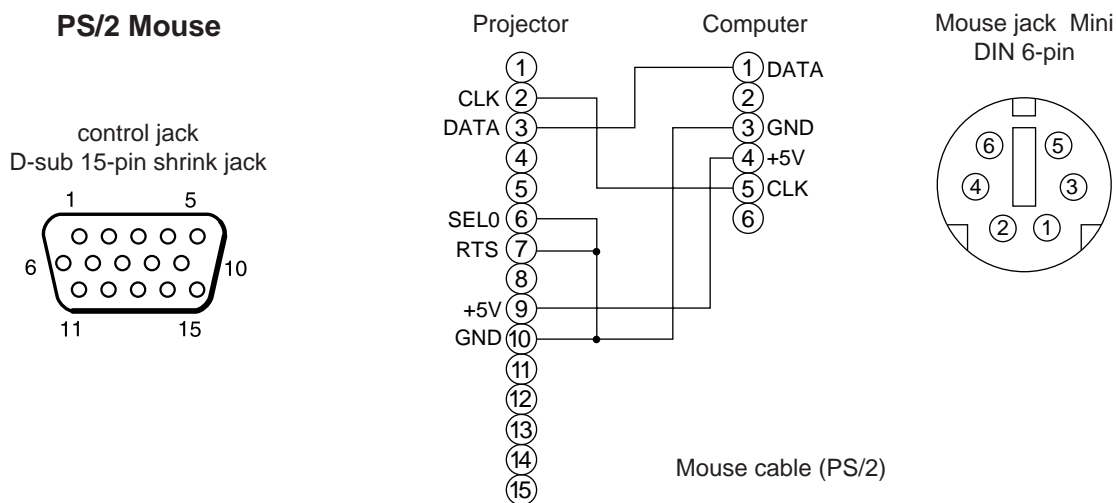 PS/2 Mouse
control jack
D-sub 15-pin shrink jack
1 5
6 10
11 15
Projector Computer
1
CLK 2
DATA 3
4
5
SEL0 6
RTS 7
8
+5V 9
GND 10
11
12
13
14
15
1 DATA
2
3 GND
4 +5V
5 CLK
6
Mouse cable (PS/2)
Mouse jack Mini
DIN 6-pin
6 5
4 3
2 1